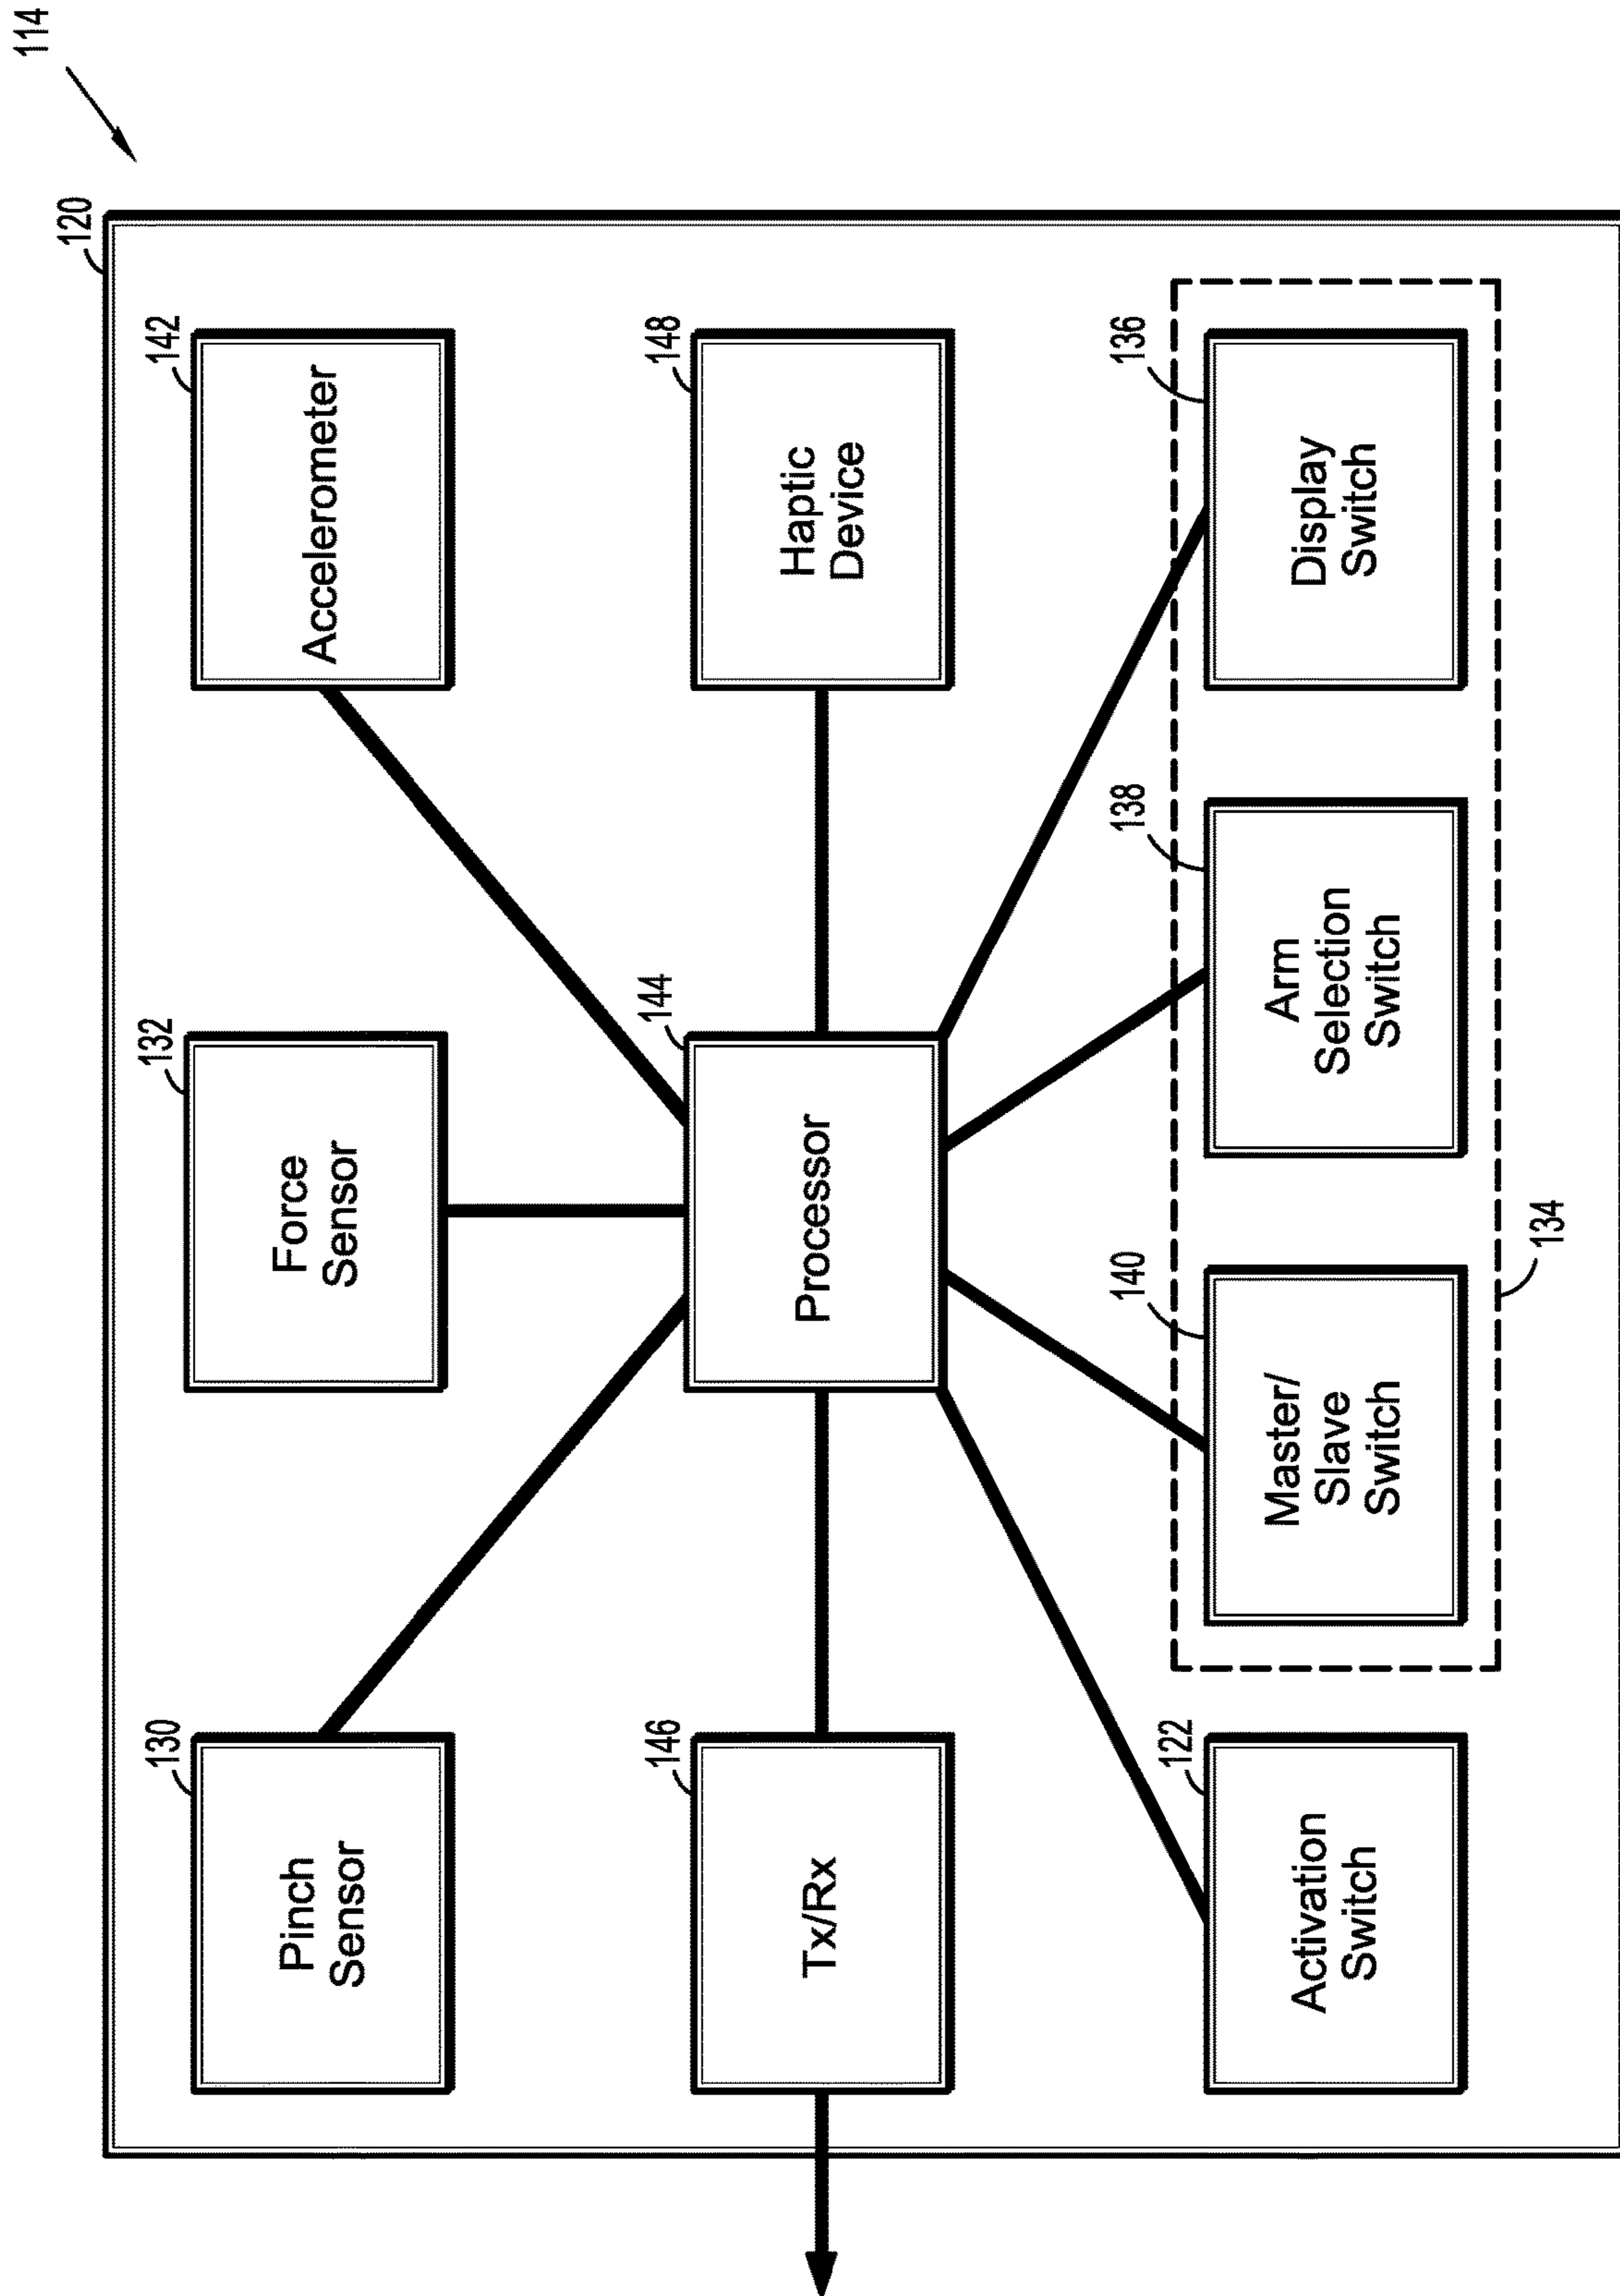 114
120
130
Pinch
Sensor
132
Force
Sensor
142
Accelerometer
146
Tx/Rx
144
Processor
148
Haptic
Device
122
Activation
Switch
140
Master/
Slave
Switch
138
Arm
Selection
Switch
136
Display
Switch
134